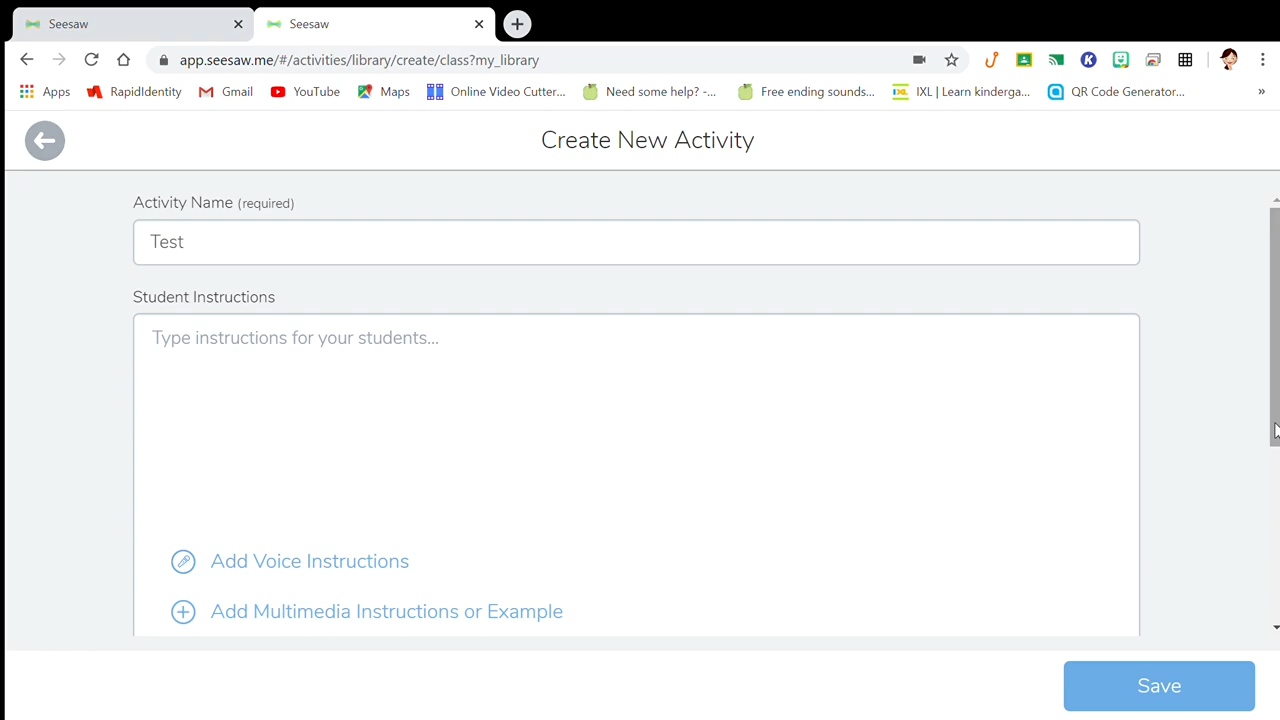 Seesaw
Seesaw
app.seesaw.me/#/activities/library/create/class?my_library
Apps RapidIdentity Gmail YouTube Maps Online Video Cutter... Need some help? -... Free ending sounds... IXL | Learn kinderga... QR Code Generator... »
Create New Activity
Activity Name (required)
Test
Student Instructions
Type instructions for your students...
Add Voice Instructions
Add Multimedia Instructions or Example
Save